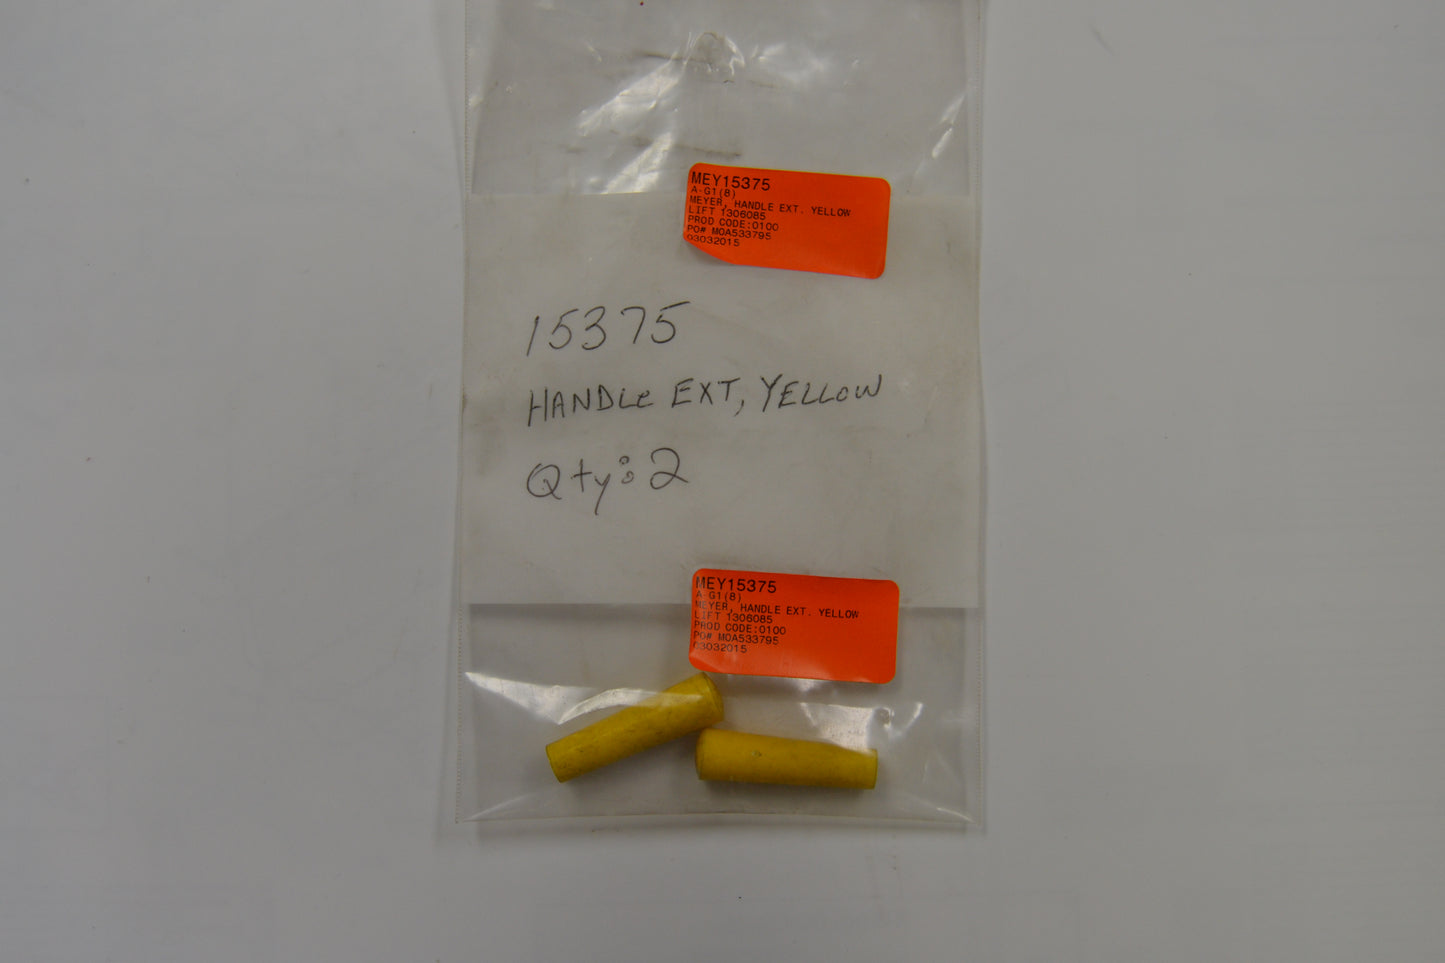 MEY15375
A-G1(8)
MEYER, HANDLE EXT. YELLOW
LIFT 1306085
PROD CODE:0100
PO# MOA533795
03032015
15375
HANDLE EXT, YELLOW
Qty: 2
MEY15375
A-G1(8)
MEYER, HANDLE EXT. YELLOW
LIFT 1306085
PROD CODE:0100
PO# MOA533795
03032015